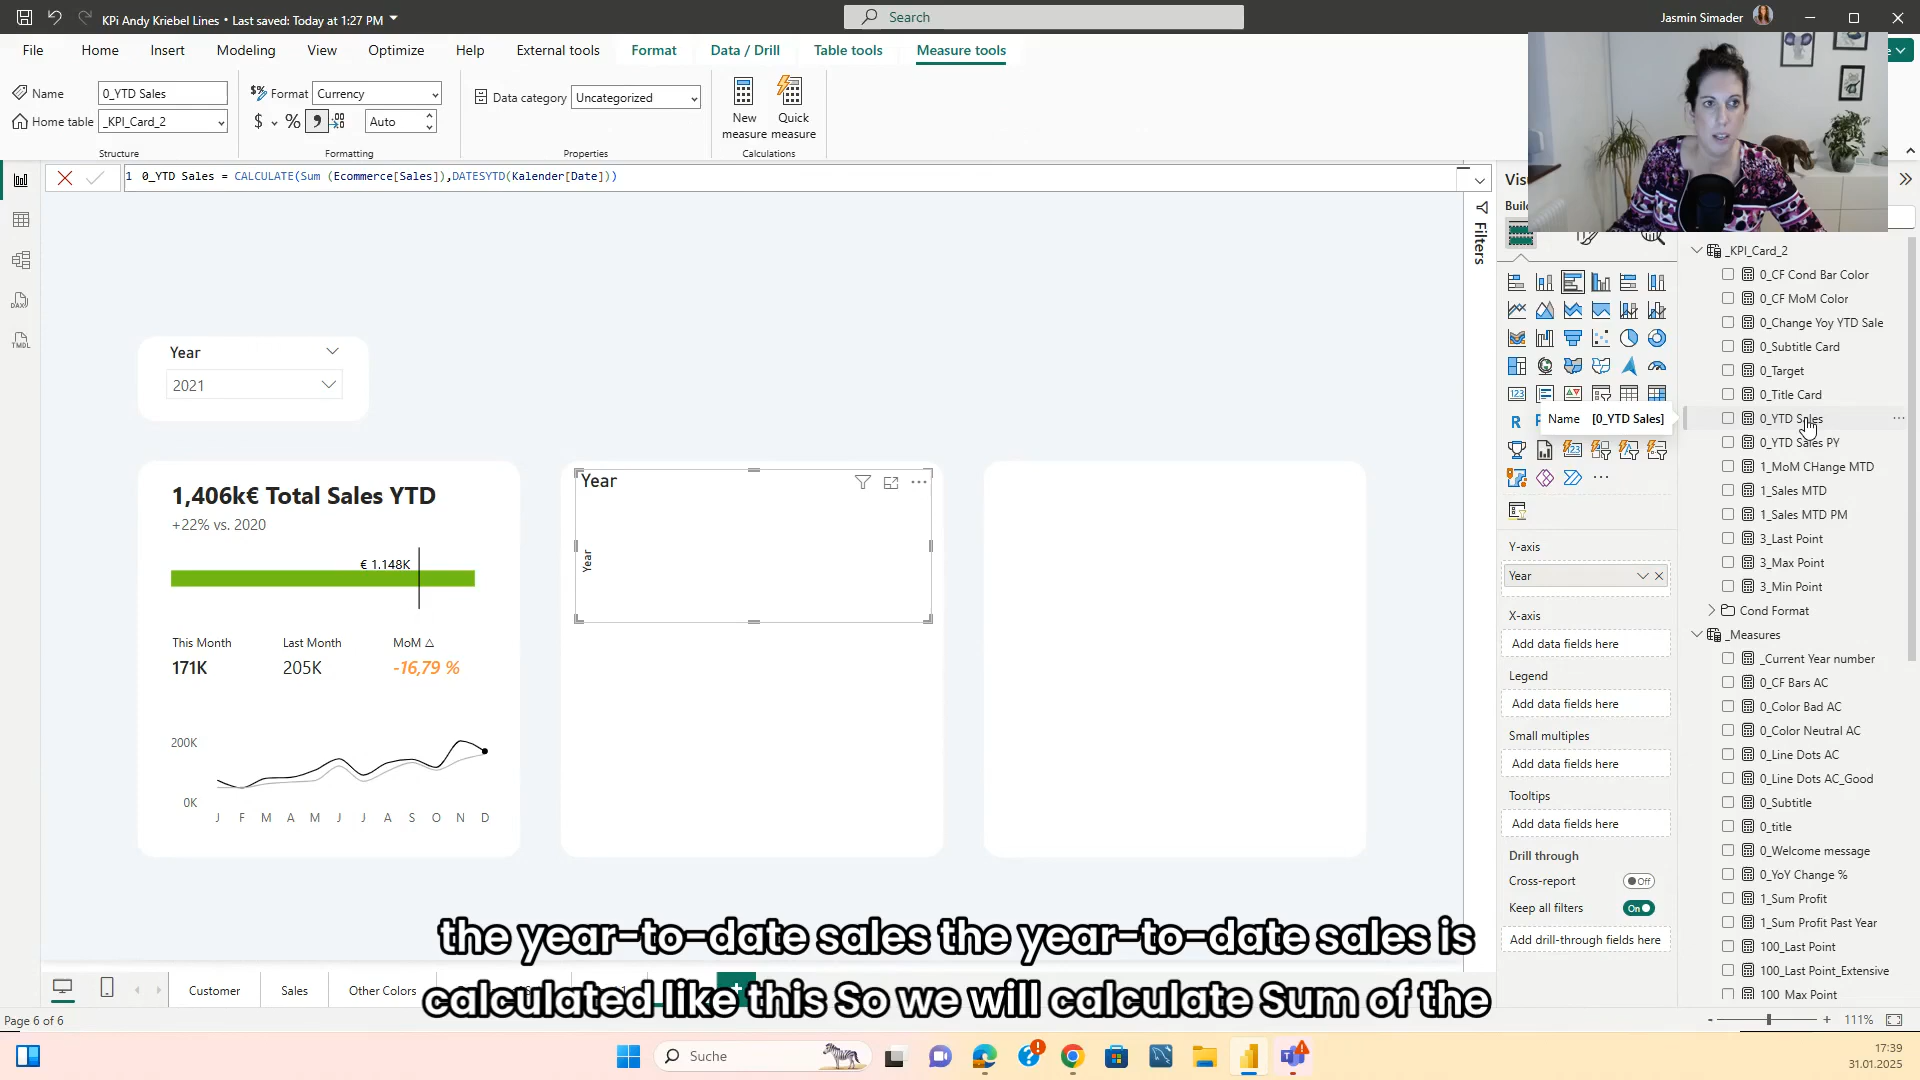 KPi Andy Kriebel Lines • Last saved: Today at 1:27 PM
Search
Jasmin Simader
File
Home
Insert
Modeling
View
Optimize
Help
External tools
Format
Data / Drill
Table tools
Measure tools
Name
0_YTD Sales
Home table
_KPI_Card_2
Structure
Format
Currency
$
%
Auto
Formatting
Data category
Uncategorized
Properties
New
measure
Quick
measure
Calculations
1 0_YTD Sales = CALCULATE(Sum (Ecommerce[Sales]),DATESYTD(Kalender[Date]))
Filters
DAX
TMDL
Year
2021
1,406k€ Total Sales YTD
+22% vs. 2020
€ 1.148K
This Month
Last Month
MoM △
171K
205K
-16,79 %
200K
0K
J F M A M J J A S O N D
Year
Year
Name [0_YTD Sales]
Y-axis
Year
X-axis
Add data fields here
Legend
Add data fields here
Small multiples
Add data fields here
Tooltips
Add data fields here
Drill through
Cross-report
Off
Keep all filters
On
Add drill-through fields here
_KPI_Card_2
0_CF Cond Bar Color
0_CF MoM Color
0_Change Yoy YTD Sale
0_Subtitle Card
0_Target
0_Title Card
0_YTD Sales
0_YTD Sales PY
1_MoM CHange MTD
1_Sales MTD
1_Sales MTD PM
3_Last Point
3_Max Point
3_Min Point
Cond Format
_Measures
_Current Year number
0_CF Bars AC
0_Color Bad AC
0_Color Neutral AC
0_Line Dots AC
0_Line Dots AC_Good
0_Subtitle
0_title
0_Welcome message
0_YoY Change %
1_Sum Profit
1_Sum Profit Past Year
100_Last Point
100_Last Point_Extensive
100 Max Point
the year-to-date sales the year-to-date sales is
calculated like this So we will calculate Sum of the
Customer
Sales
Other Colors
Page 6 of 6
111%
Suche
17:39
31.01.2025